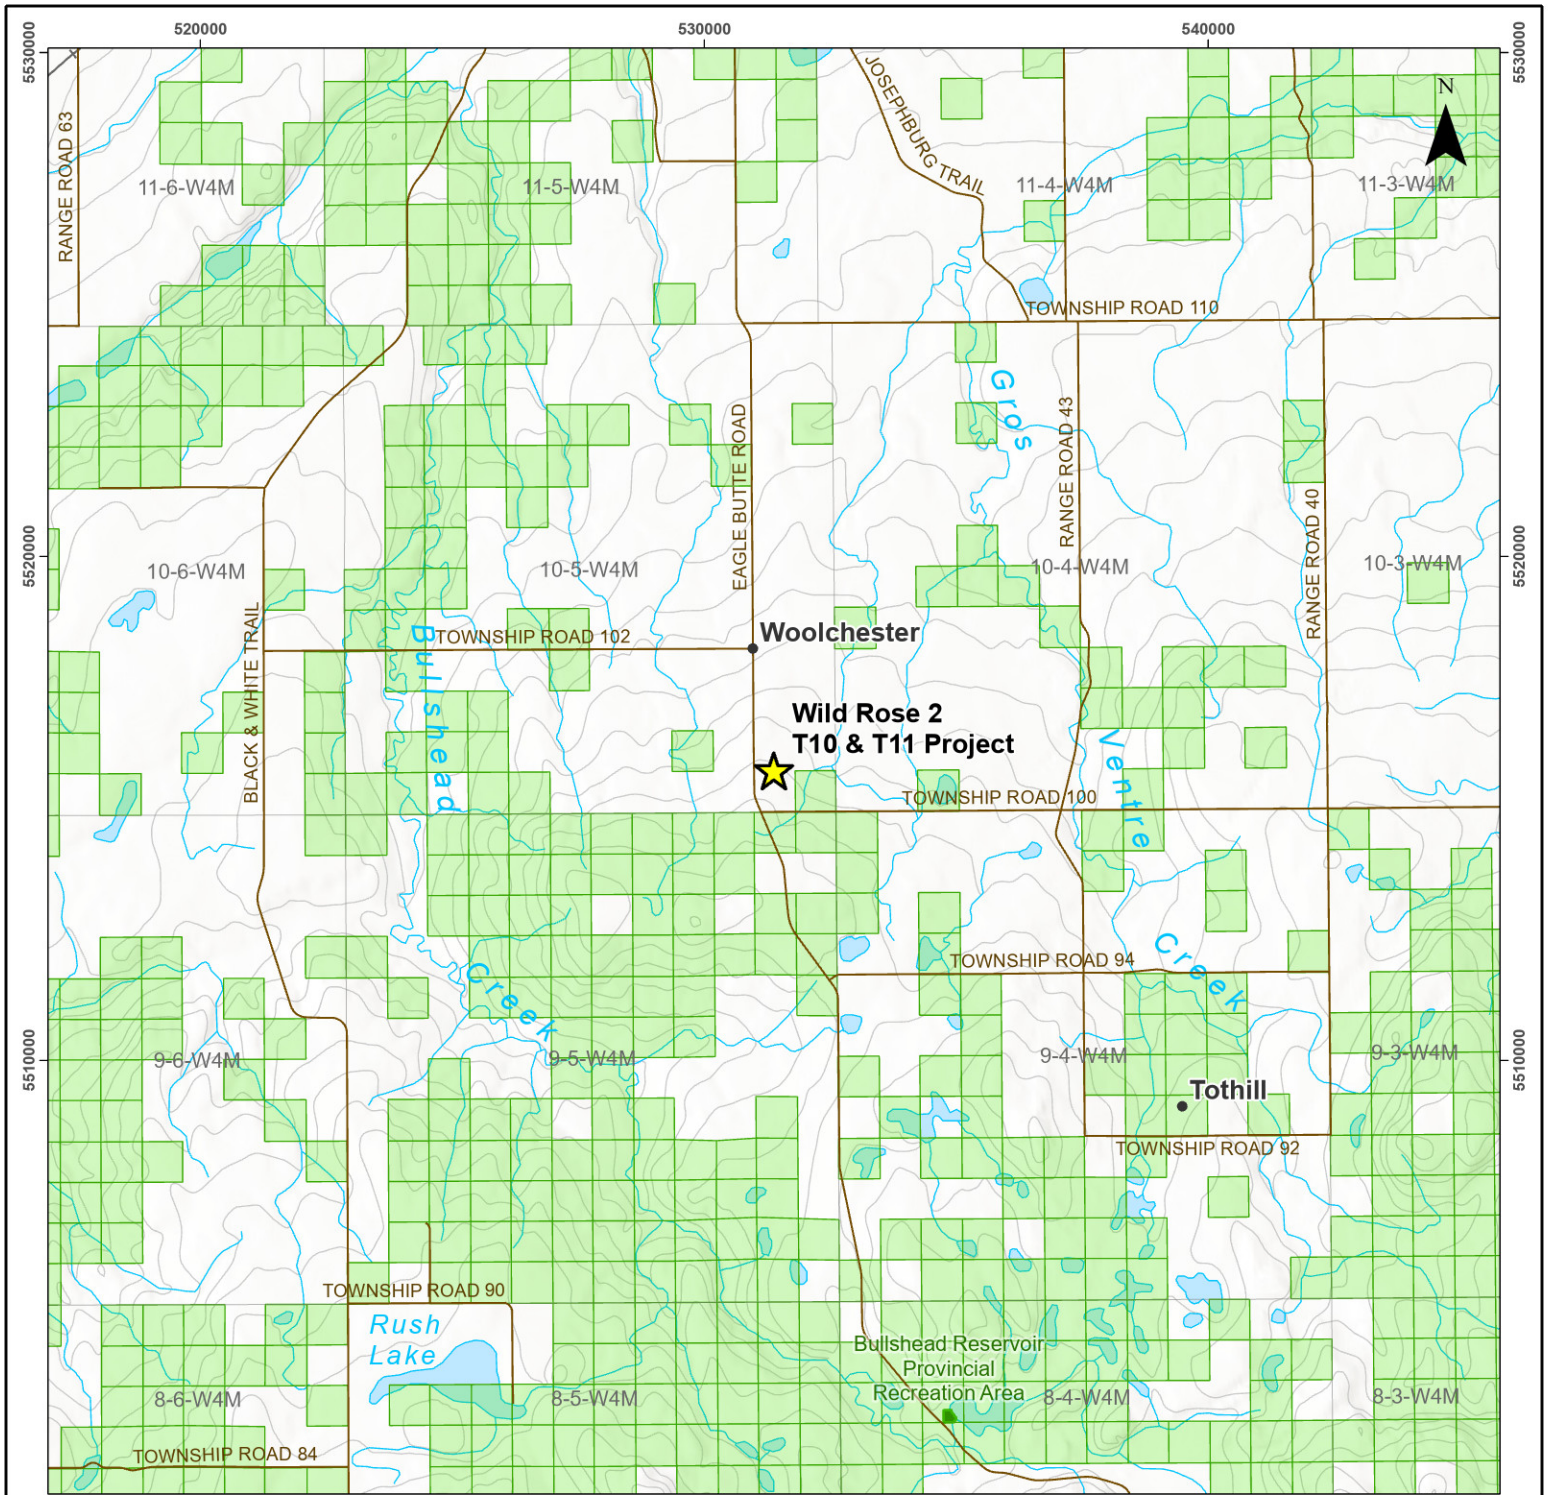 520000
530000
540000
5530000
5530000
N
RANGE ROAD 63
JOSEPHBURG TRAIL
11-6-W4M
11-5-W4M
11-4-W4M
11-3-W4M
TOWNSHIP ROAD 110
Gros
EAGLE BUTTE ROAD
RANGE ROAD 43
RANGE ROAD 40
5520000
5520000
10-6-W4M
10-5-W4M
10-4-W4M
10-3-W4M
BLACK & WHITE TRAIL
Bullshead
TOWNSHIP ROAD 102
Woolchester
Wild Rose 2
T10 & T11 Project
Ventre
TOWNSHIP ROAD 100
Creek
TOWNSHIP ROAD 94
Creek
5510000
5510000
9-6-W4M
9-5-W4M
9-4-W4M
9-3-W4M
Tothill
TOWNSHIP ROAD 92
TOWNSHIP ROAD 90
Rush
Lake
Bullshead Reservoir
Provincial
Recreation Area
8-6-W4M
8-5-W4M
8-4-W4M
8-3-W4M
TOWNSHIP ROAD 84